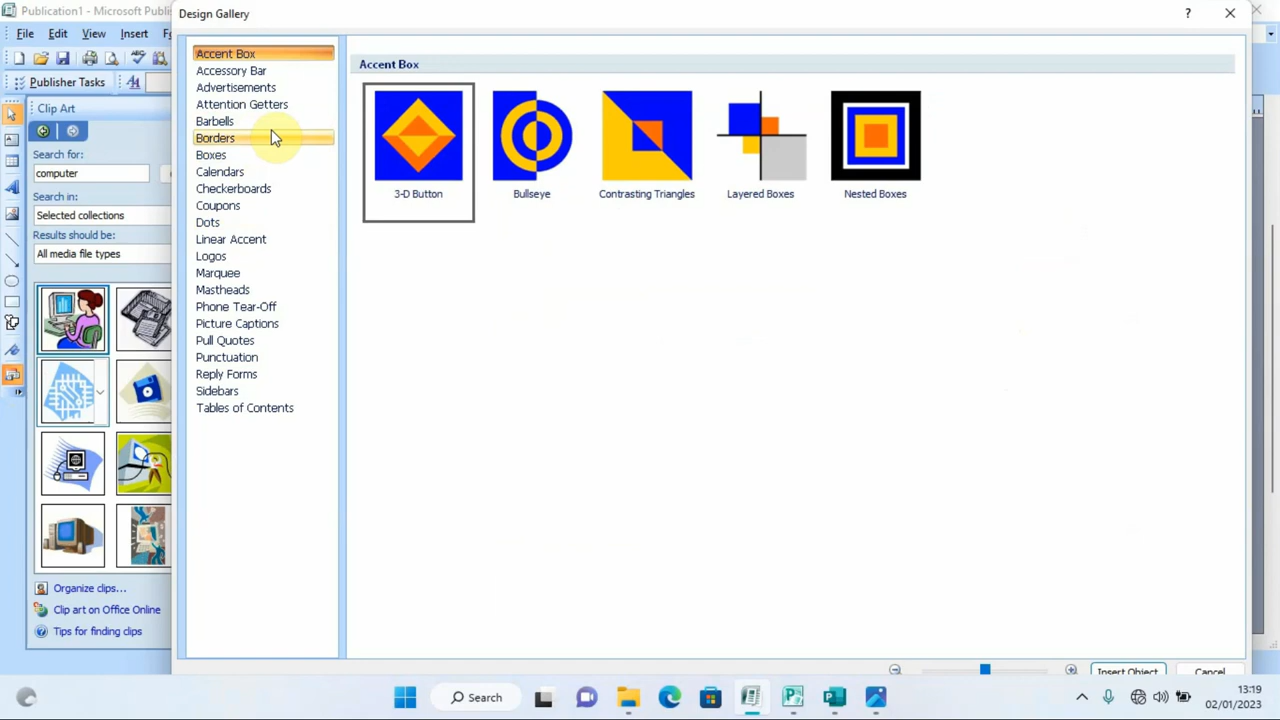 Publication1 - Microsoft Publis
Design Gallery
?
File Edit View Insert F
Publisher Tasks
Clip Art
Search for:
computer
Search in:
Selected collections
Results should be:
All media file types
Organize clips...
Clip art on Office Online
Tips for finding clips
Accent Box
Accessory Bar
Advertisements
Attention Getters
Barbells
Borders
Boxes
Calendars
Checkerboards
Coupons
Dots
Linear Accent
Logos
Marquee
Mastheads
Phone Tear-Off
Picture Captions
Pull Quotes
Punctuation
Reply Forms
Sidebars
Tables of Contents
Accent Box
3-D Button
Bullseye
Contrasting Triangles
Layered Boxes
Nested Boxes
Insert Object
Cancel
Search
13:19
02/01/2023